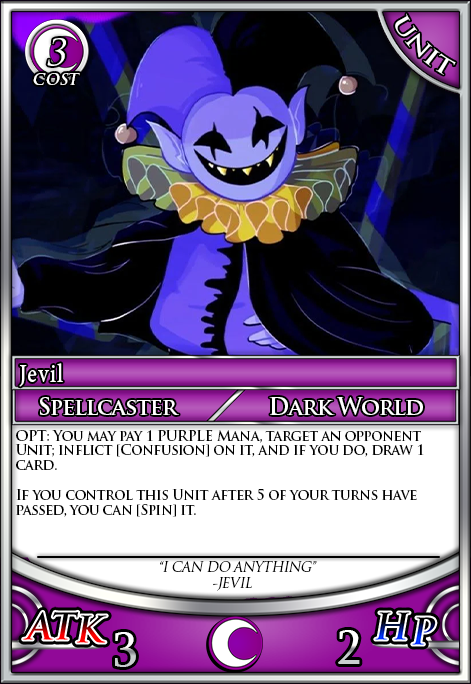 3
COST
UNIT
Jevil
SPELLCASTER / DARK WORLD
OPT: YOU MAY PAY 1 PURPLE MANA, TARGET AN OPPONENT
UNIT; INFLICT [CONFUSION] ON IT, AND IF YOU DO, DRAW 1
CARD.
IF YOU CONTROL THIS UNIT AFTER 5 OF YOUR TURNS HAVE
PASSED, YOU CAN [SPIN] IT.
"I CAN DO ANYTHING"
-JEVIL
ATK 3
2 HP